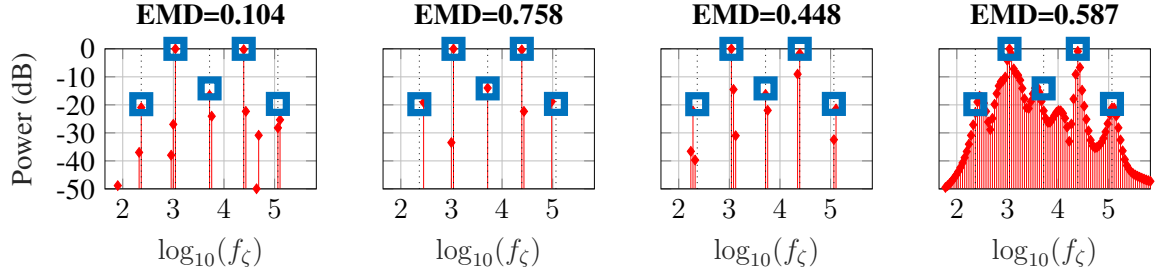 EMD=0.104 EMD=0.758 EMD=0.448 EMD=0.587
Power (dB)
0
-10
-20
-30
-40
-50
2 3 4 5 2 3 4 5 2 3 4 5 2 3 4 5
log10(fζ) log10(fζ) log10(fζ) log10(fζ)